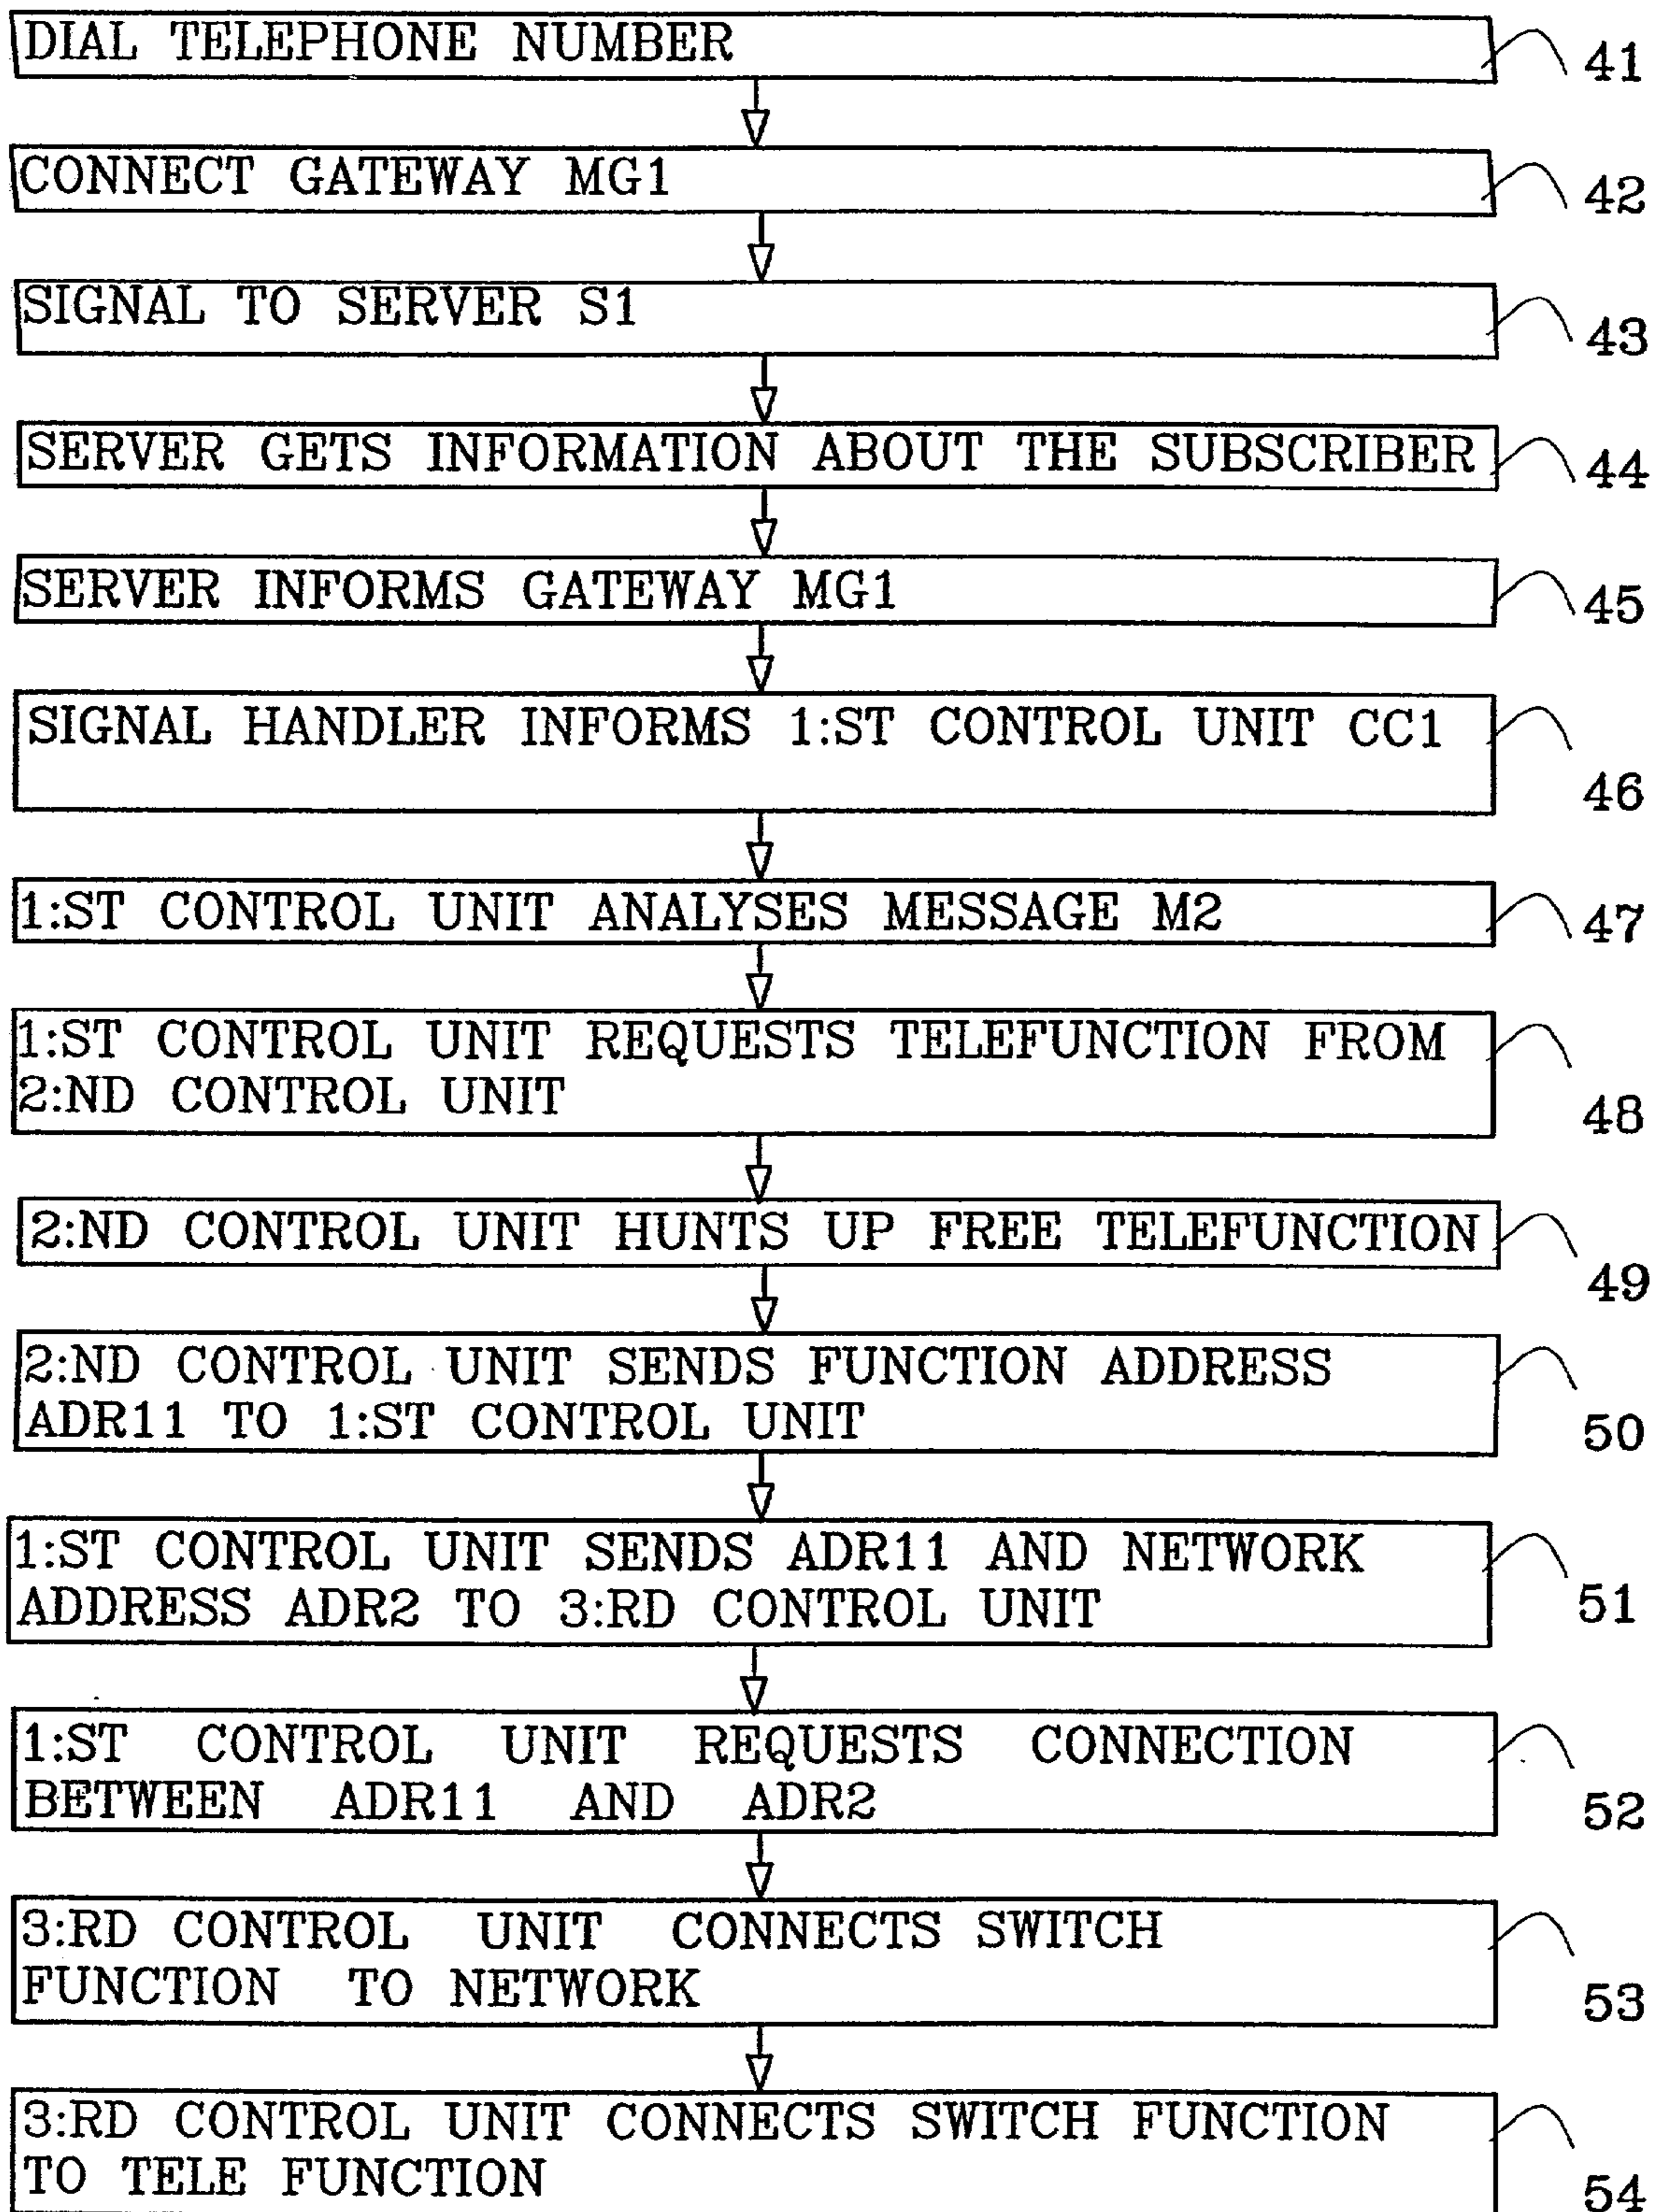 DIAL TELEPHONE NUMBER
41
CONNECT GATEWAY MG1
42
SIGNAL TO SERVER S1
43
SERVER GETS INFORMATION ABOUT THE SUBSCRIBER
44
SERVER INFORMS GATEWAY MG1
45
SIGNAL HANDLER INFORMS 1:ST CONTROL UNIT CC1
46
1:ST CONTROL UNIT ANALYSES MESSAGE M2
47
1:ST CONTROL UNIT REQUESTS TELEFUNCTION FROM
2:ND CONTROL UNIT
48
2:ND CONTROL UNIT HUNTS UP FREE TELEFUNCTION
49
2:ND CONTROL UNIT SENDS FUNCTION ADDRESS
ADR11 TO 1:ST CONTROL UNIT
50
1:ST CONTROL UNIT SENDS ADR11 AND NETWORK
ADDRESS ADR2 TO 3:RD CONTROL UNIT
51
1:ST CONTROL UNIT REQUESTS CONNECTION
BETWEEN ADR11 AND ADR2
52
3:RD CONTROL UNIT CONNECTS SWITCH
FUNCTION TO NETWORK
53
3:RD CONTROL UNIT CONNECTS SWITCH FUNCTION
TO TELE FUNCTION
54